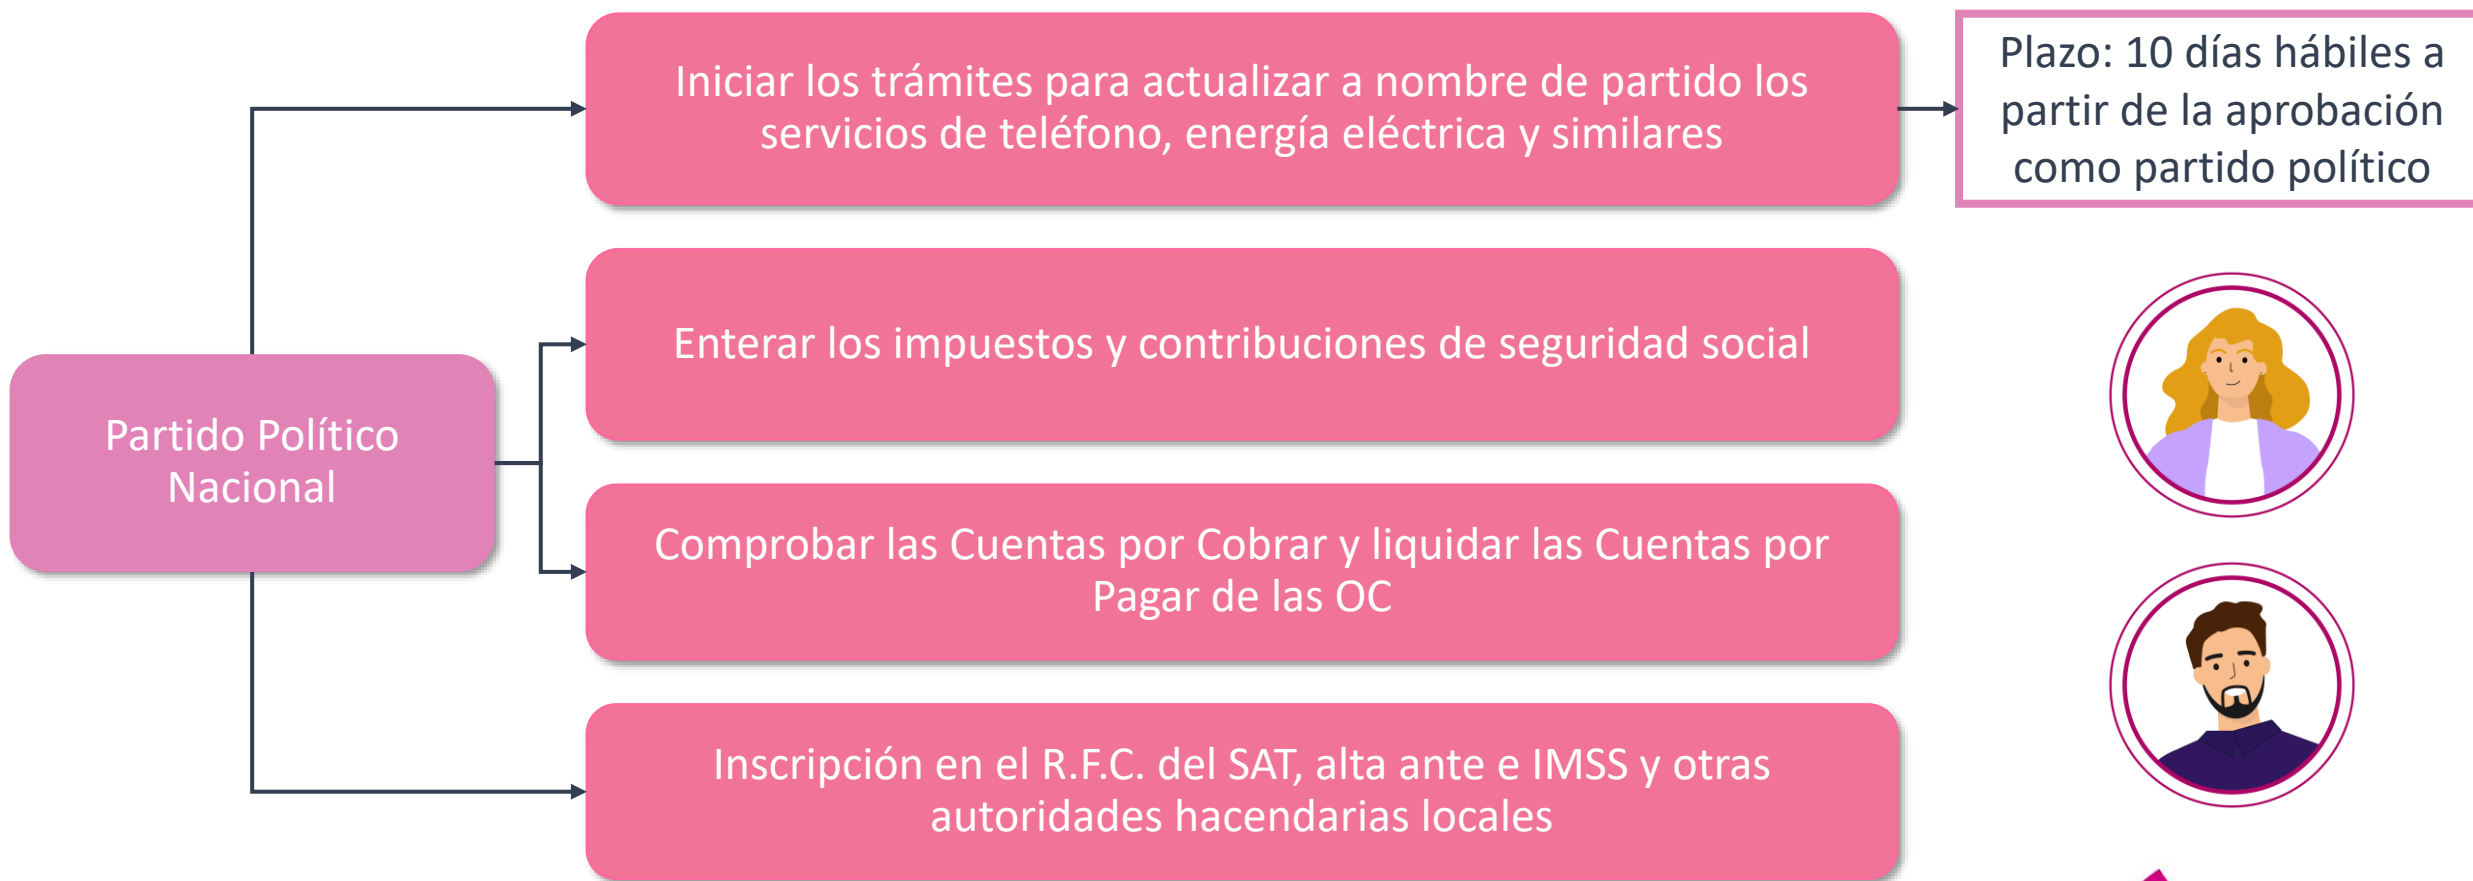 Iniciar los trámites para actualizar a nombre de partido los
servicios de teléfono, energía eléctrica y similares
Plazo: 10 días hábiles a
partir de la aprobación
como partido político
Enterar los impuestos y contribuciones de seguridad social
Partido Político
Nacional
Comprobar las Cuentas por Cobrar y liquidar las Cuentas por
Pagar de las OC
Inscripción en el R.F.C. del SAT, alta ante e IMSS y otras
autoridades hacendarias locales